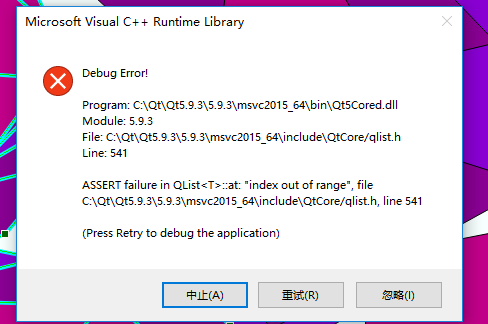 Microsoft Visual C++ Runtime Library
Debug Error!
Program: C:\Qt\Qt5.9.3\5.9.3\msvc2015_64\bin\Qt5Cored.dll
Module: 5.9.3
File: C:\Qt\Qt5.9.3\5.9.3\msvc2015_64\include\QtCore/qlist.h
Line: 541
ASSERT failure in QList<T>::at: "index out of range", file
C:\Qt\Qt5.9.3\5.9.3\msvc2015_64\include\QtCore/qlist.h, line 541
(Press Retry to debug the application)
中止(A)
重试(R)
忽略(I)